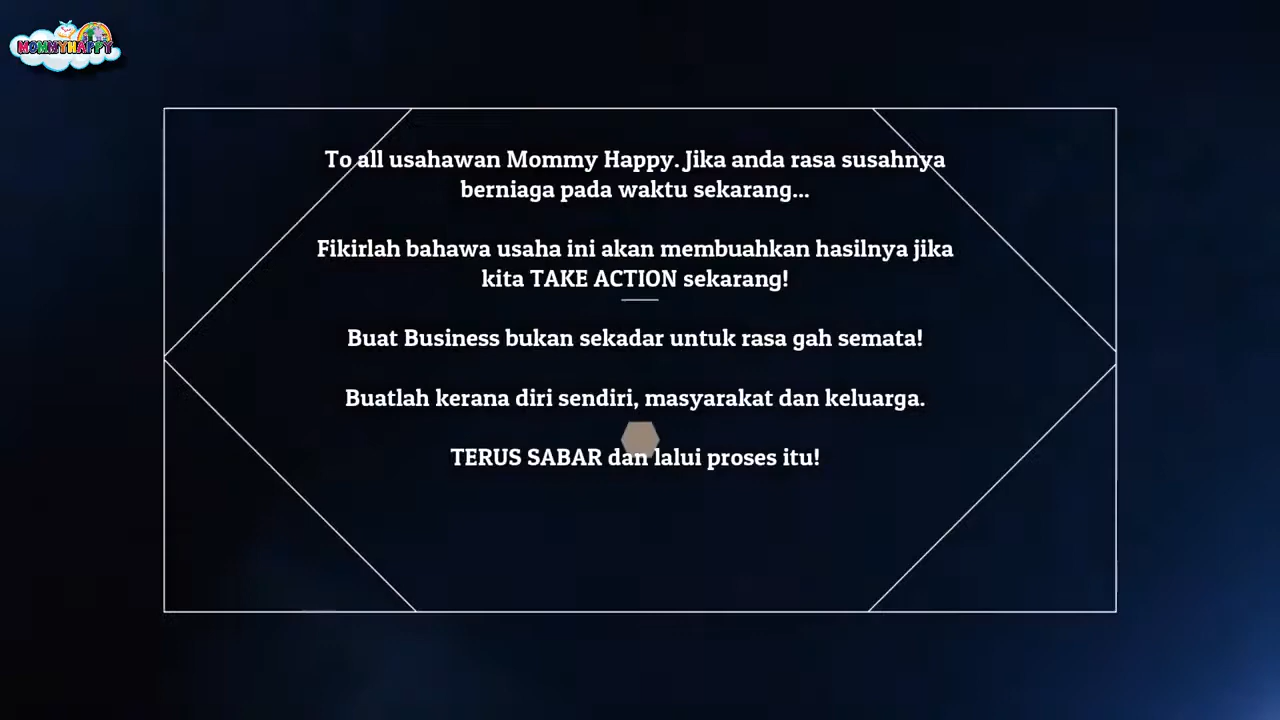 MOMMYHAPPY
To all usahawan Mommy Happy. Jika anda rasa susahnya
berniaga pada waktu sekarang...
Fikirlah bahawa usaha ini akan membuahkan hasilnya jika
kita TAKE ACTION sekarang!
Buat Business bukan sekadar untuk rasa gah semata!
Buatlah kerana diri sendiri, masyarakat dan keluarga.
TERUS SABAR dan lalui proses itu!